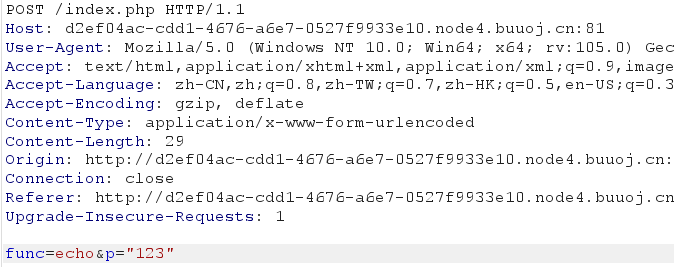 POST /index.php HTTP/1.1
Host: d2ef04ac-cdd1-4676-a6e7-0527f9933e10.node4.buuoj.cn:81
User-Agent: Mozilla/5.0 (Windows NT 10.0; Win64; x64; rv:105.0) Gec
Accept: text/html,application/xhtml+xml,application/xml;q=0.9,image
Accept-Language: zh-CN,zh;q=0.8,zh-TW;q=0.7,zh-HK;q=0.5,en-US;q=0.3
Accept-Encoding: gzip, deflate
Content-Type: application/x-www-form-urlencoded
Content-Length: 29
Origin: http://d2ef04ac-cdd1-4676-a6e7-0527f9933e10.node4.buuoj.cn:
Connection: close
Referer: http://d2ef04ac-cdd1-4676-a6e7-0527f9933e10.node4.buuoj.cn
Upgrade-Insecure-Requests: 1
func=echo&p="123"